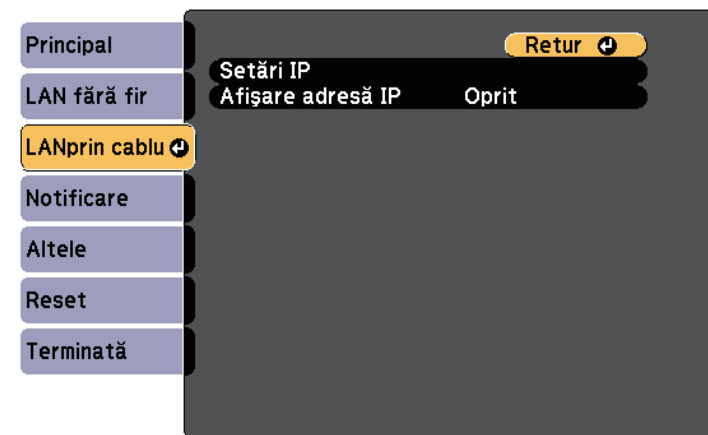 Principal
LAN fără fir
LANprin cablu
Notificare
Altele
Reset
Terminată
Retur
Setări IP
Afişare adresă IP Oprit